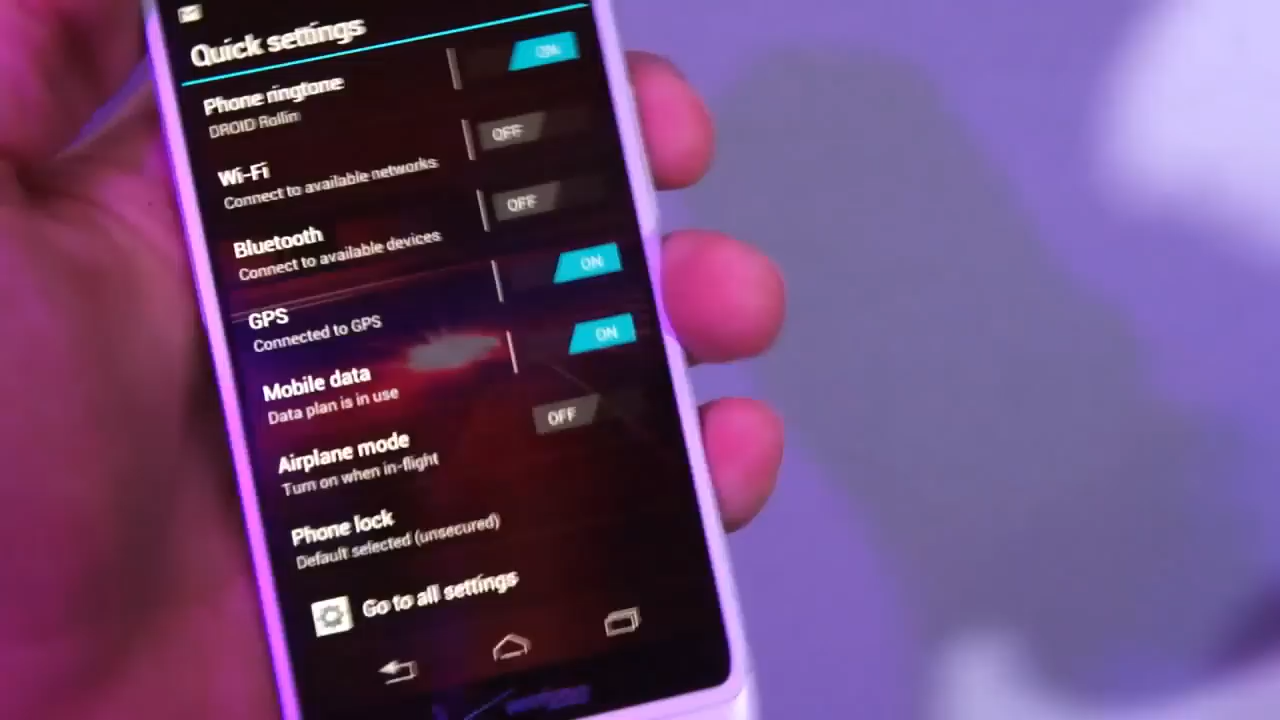 Quick settings
ON
Phone ringtone
DROID Rollin
OFF
Wi-Fi
Connect to available networks
OFF
Bluetooth
Connect to available devices
ON
GPS
Connected to GPS
ON
Mobile data
Data plan is in use
OFF
Airplane mode
Turn on when in-flight
Phone lock
Default selected (unsecured)
Go to all settings